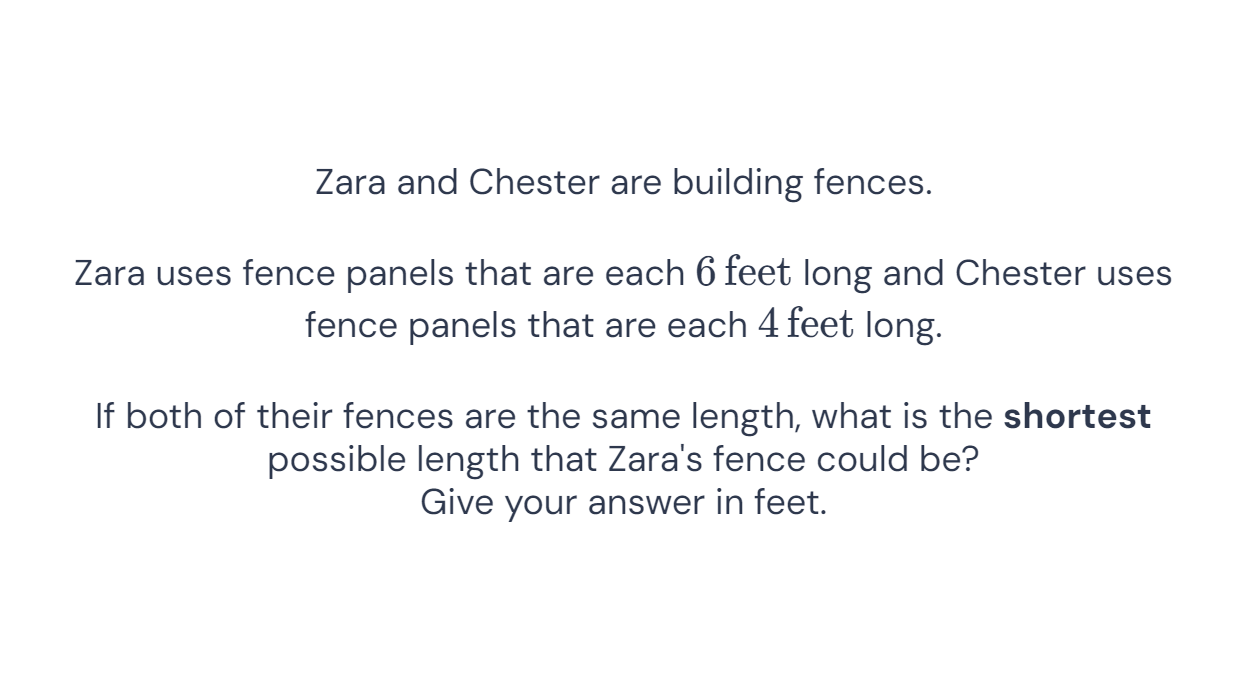 Zara and Chester are building fences.
Zara uses fence panels that are each 6 feet long and Chester uses
fence panels that are each 4 feet long.
If both of their fences are the same length, what is the shortest
possible length that Zara's fence could be?
Give your answer in feet.